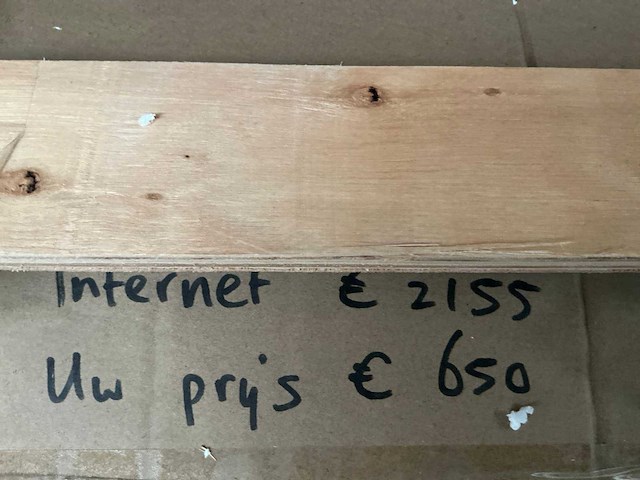 Internet € 2155
Uw prijs € 650